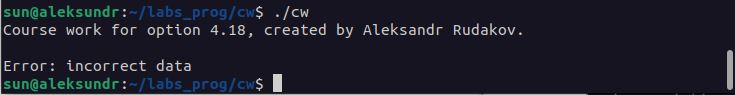 sun@aleksundr:~/labs_prog/cw$ ./cw
Course work for option 4.18, created by Aleksandr Rudakov.
Error: incorrect data
sun@aleksundr:~/labs_prog/cw$